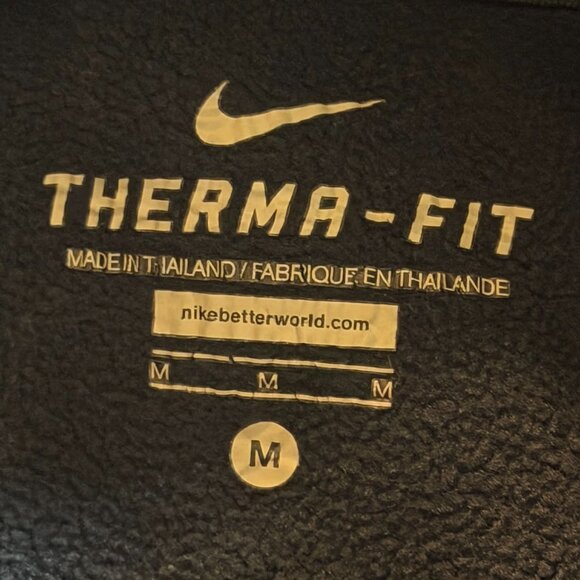 THERMA-FIT
MADE IN THAILAND / FABRIQUE EN THAILANDE
nikebetterworld.com
M M M
M